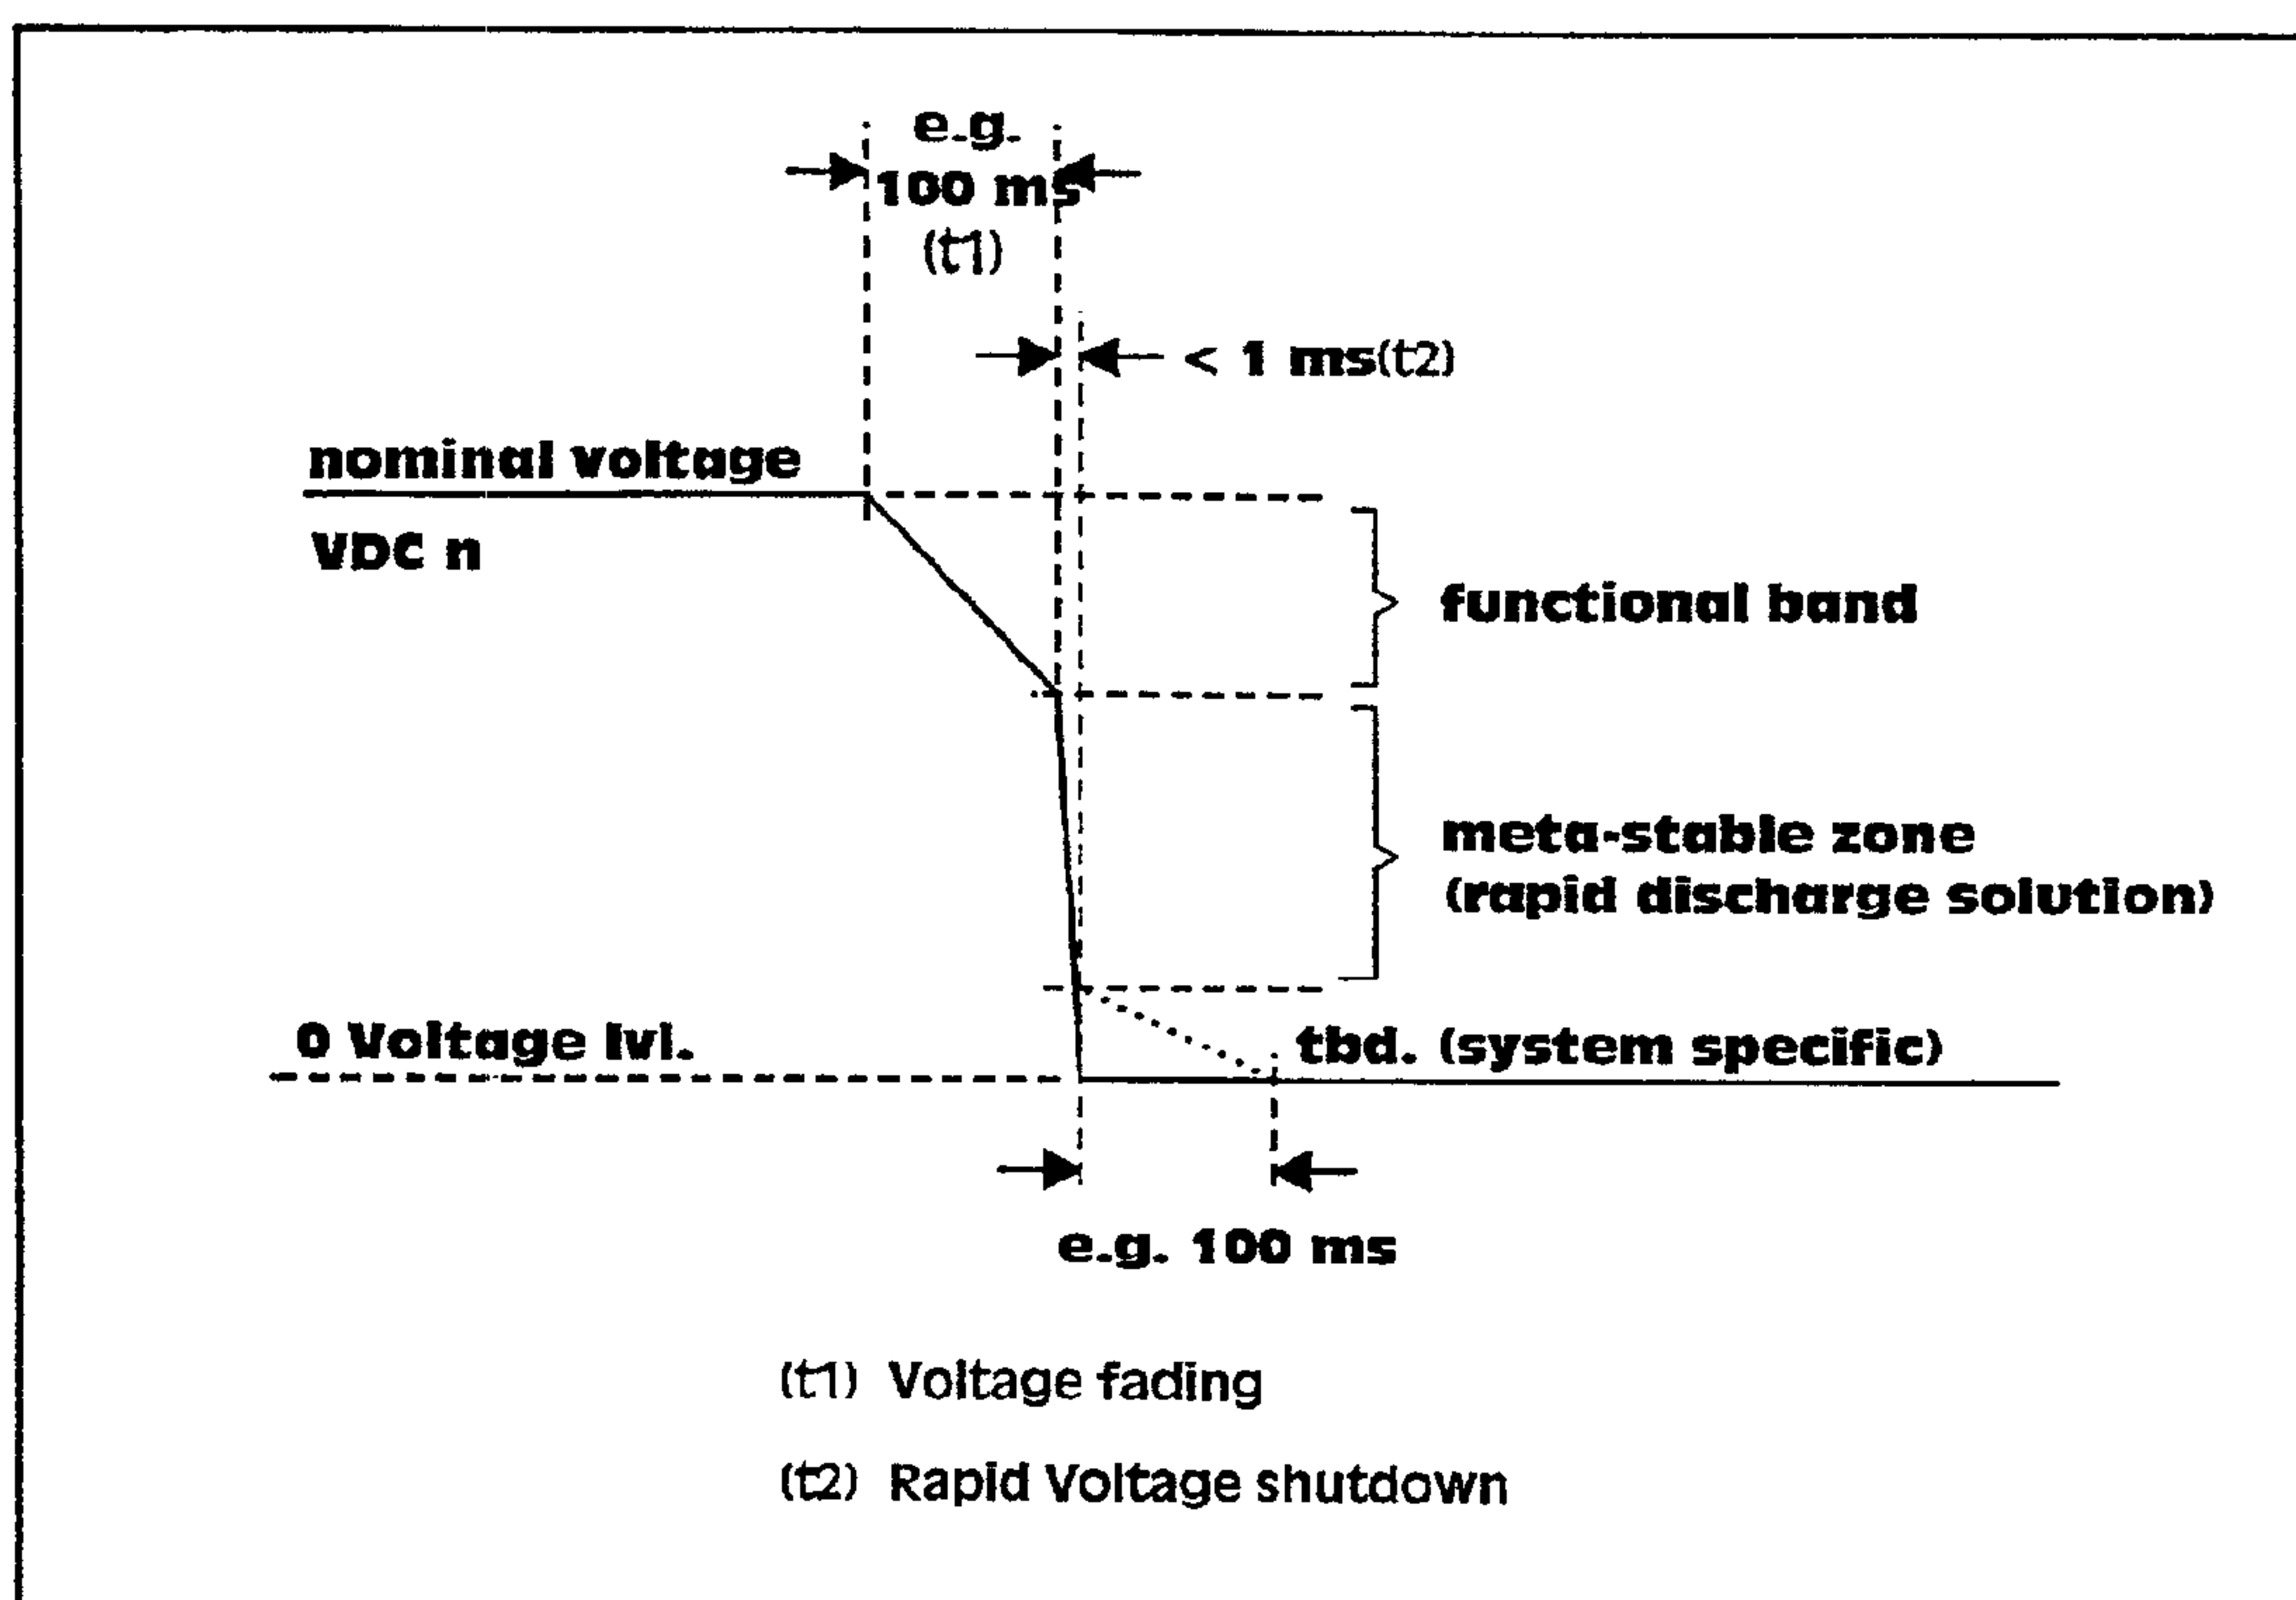 e.g.
100 ms
(t1)
< 1 ms(t2)
nominal voltage
VDC n
functional band
meta-stable zone
(rapid discharge solution)
0 Voltage lvl.
tbd. (system specific)
e.g. 100 ms
(t1) Voltage fading
(t2) Rapid Voltage shutdown